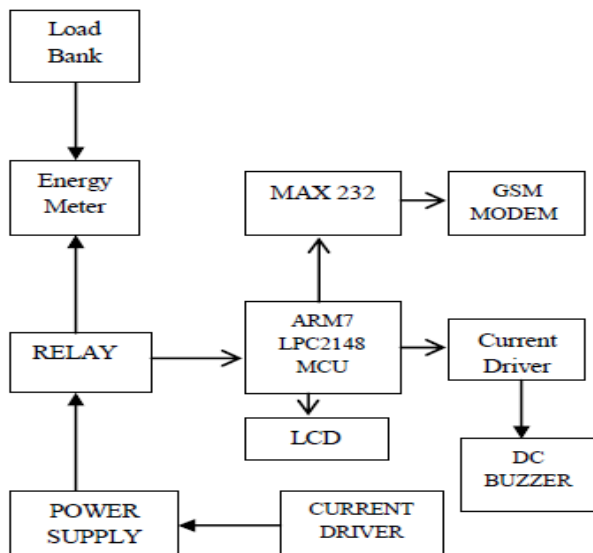 Load
Bank
Energy
Meter
MAX 232
GSM
MODEM
RELAY
ARM7
LPC2148
MCU
Current
Driver
LCD
DC
BUZZER
POWER
SUPPLY
CURRENT
DRIVER